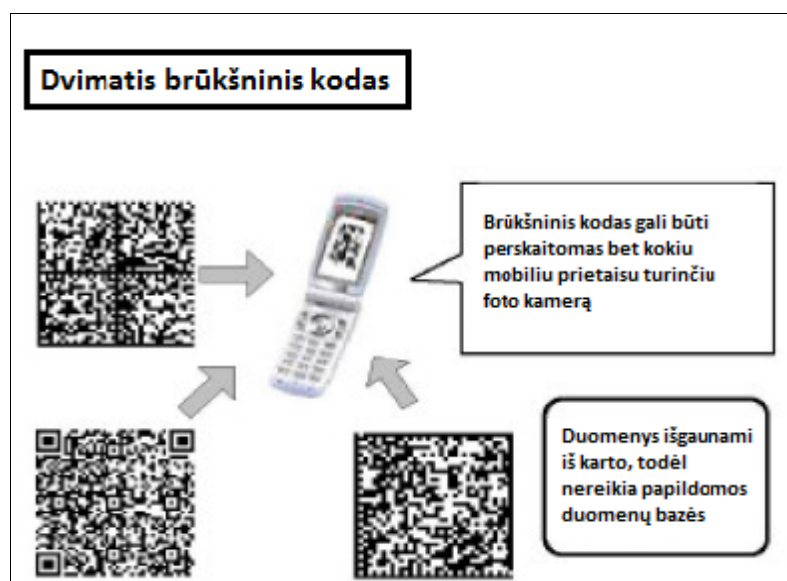 Dvimatis brūkšninis kodas
Brūkšninis kodas gali būti
perskaitomas bet kokiu
mobiliu prietaisu turinčiu
foto kamerą
Duomenys išgaunami
iš karto, todėl
nereikia papildomos
duomenų bazės